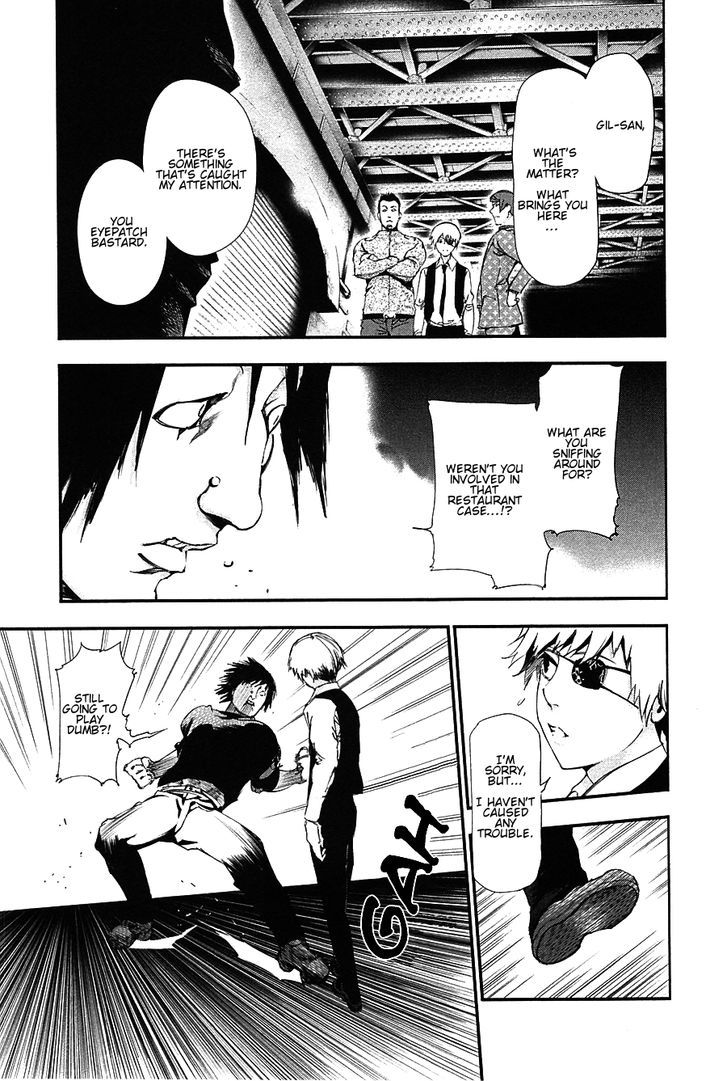 GIL-SAN,
WHAT'S
THE
MATTER?
WHAT
BRINGS YOU
HERE
...
THERE'S
SOMETHING
THAT'S CAUGHT
MY ATTENTION.
YOU
EYEPATCH
BASTARD.
WHAT ARE
YOU
SNIFFING
AROUND
FOR?
WEREN'T YOU
INVOLVED IN
THAT
RESTAURANT
CASE...!?
I'M
SORRY,
BUT...
I HAVEN'T
CAUSED
ANY
TROUBLE.
STILL
GOING TO
PLAY
DUMB?!
GAH